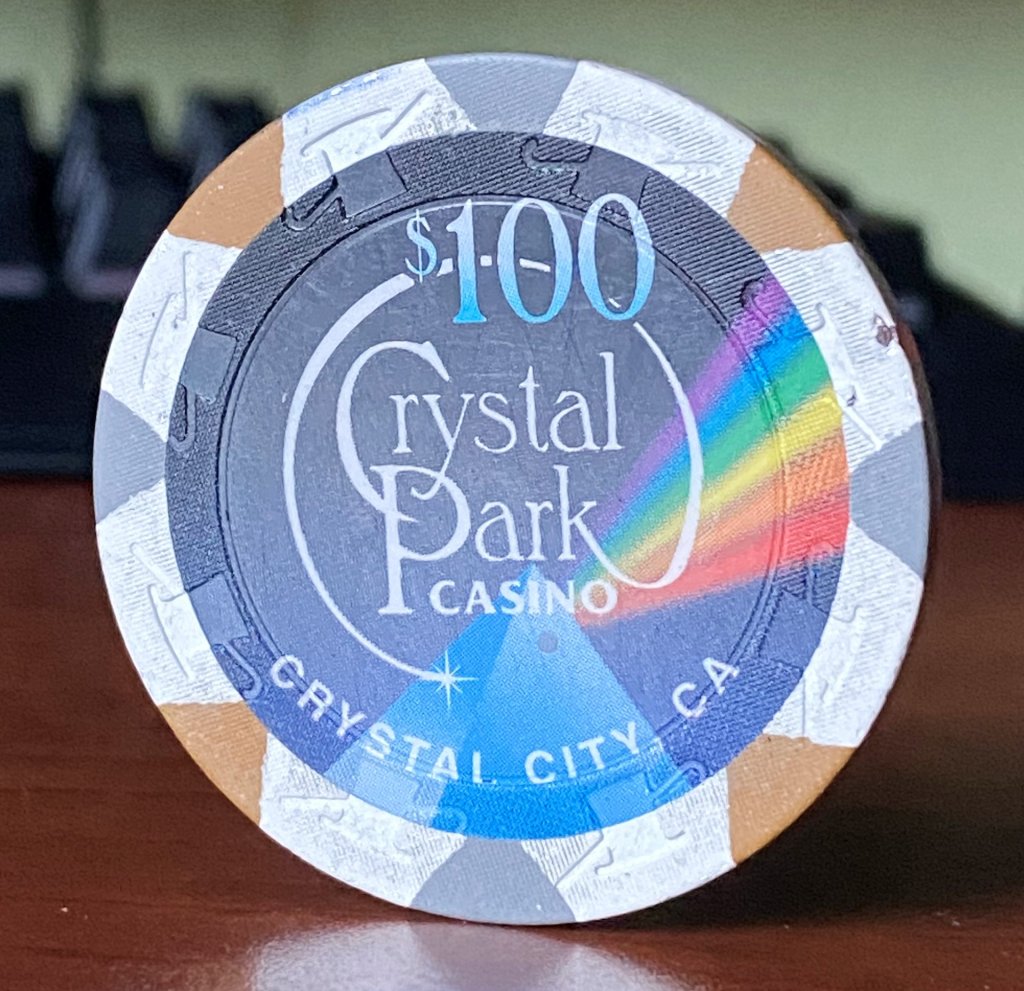 $100
Crystal
Park
CASINO
CRYSTAL CITY, CA